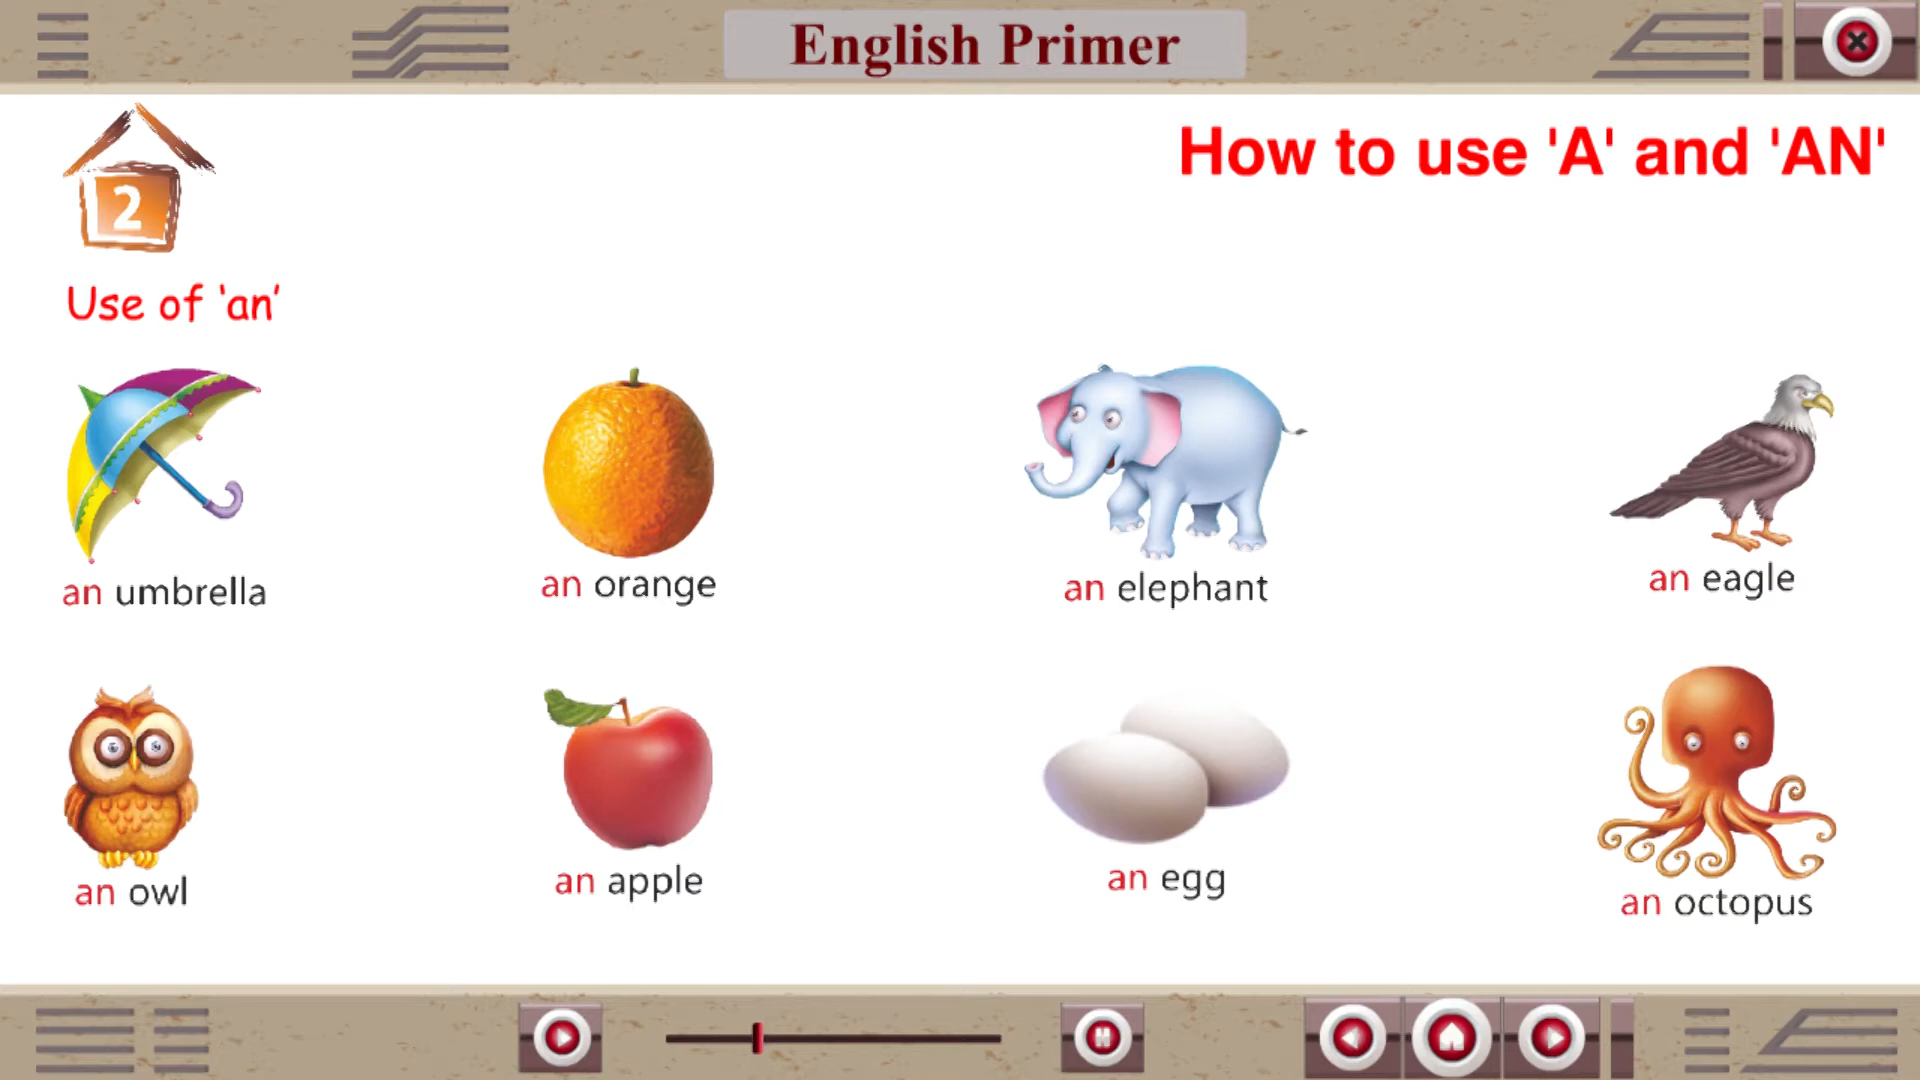 English Primer
How to use 'A' and 'AN'
2
Use of ‘an’
an umbrella
an orange
an elephant
an eagle
an owl
an apple
an egg
an octopus